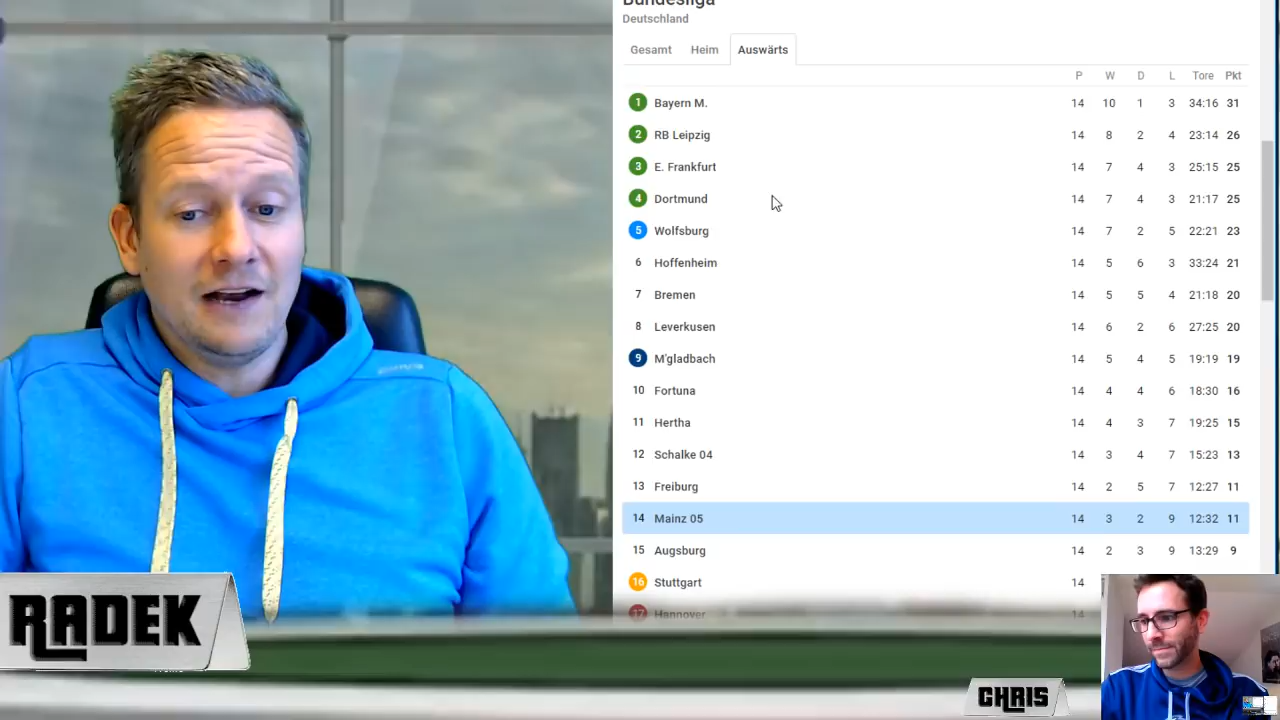 Bundesliga
Deutschland
Gesamt Heim Auswärts
P W D L Tore Pkt
1 Bayern M. 14 10 1 3 34:16 31
2 RB Leipzig 14 8 2 4 23:14 26
3 E. Frankfurt 14 7 4 3 25:15 25
4 Dortmund 14 7 4 3 21:17 25
5 Wolfsburg 14 7 2 5 22:21 23
6 Hoffenheim 14 5 6 3 33:24 21
7 Bremen 14 5 5 4 21:18 20
8 Leverkusen 14 6 2 6 27:25 20
9 M'gladbach 14 5 4 5 19:19 19
10 Fortuna 14 4 4 6 18:30 16
11 Hertha 14 4 3 7 19:25 15
12 Schalke 04 14 3 4 7 15:23 13
13 Freiburg 14 2 5 7 12:27 11
14 Mainz 05 14 3 2 9 12:32 11
15 Augsburg 14 2 3 9 13:29 9
16 Stuttgart 14
17 Hannover 14
RADEK
CHRIS